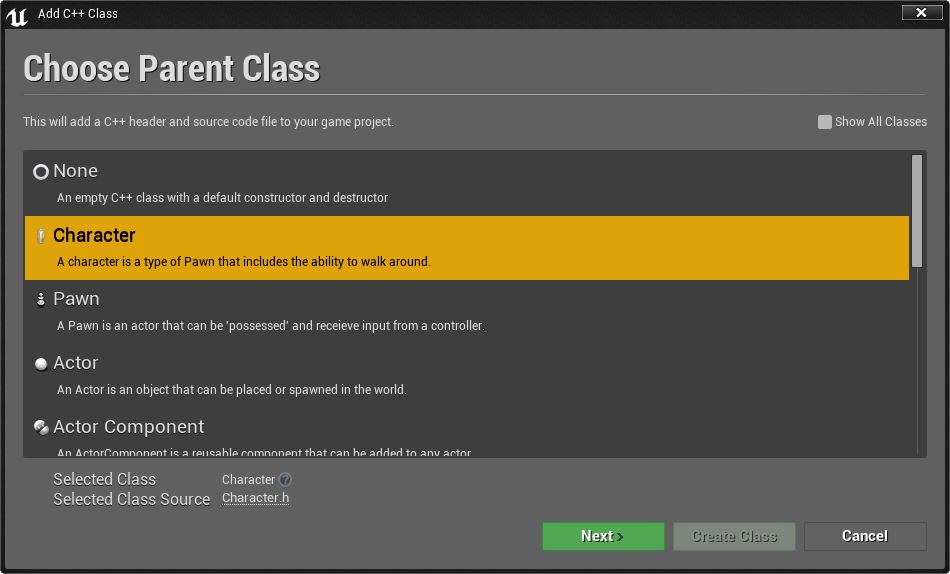 Add C++ Class
Choose Parent Class
This will add a C++ header and source code file to your game project.
Show All Classes
None
An empty C++ class with a default constructor and destructor
Character
A character is a type of Pawn that includes the ability to walk around.
Pawn
A Pawn is an actor that can be 'possessed' and receieve input from a controller.
Actor
An Actor is an object that can be placed or spawned in the world.
Actor Component
An ActorComponent is a reusable component that can be added to any actor.
Selected Class
Character
Selected Class Source
Character.h
Next
Create Class
Cancel